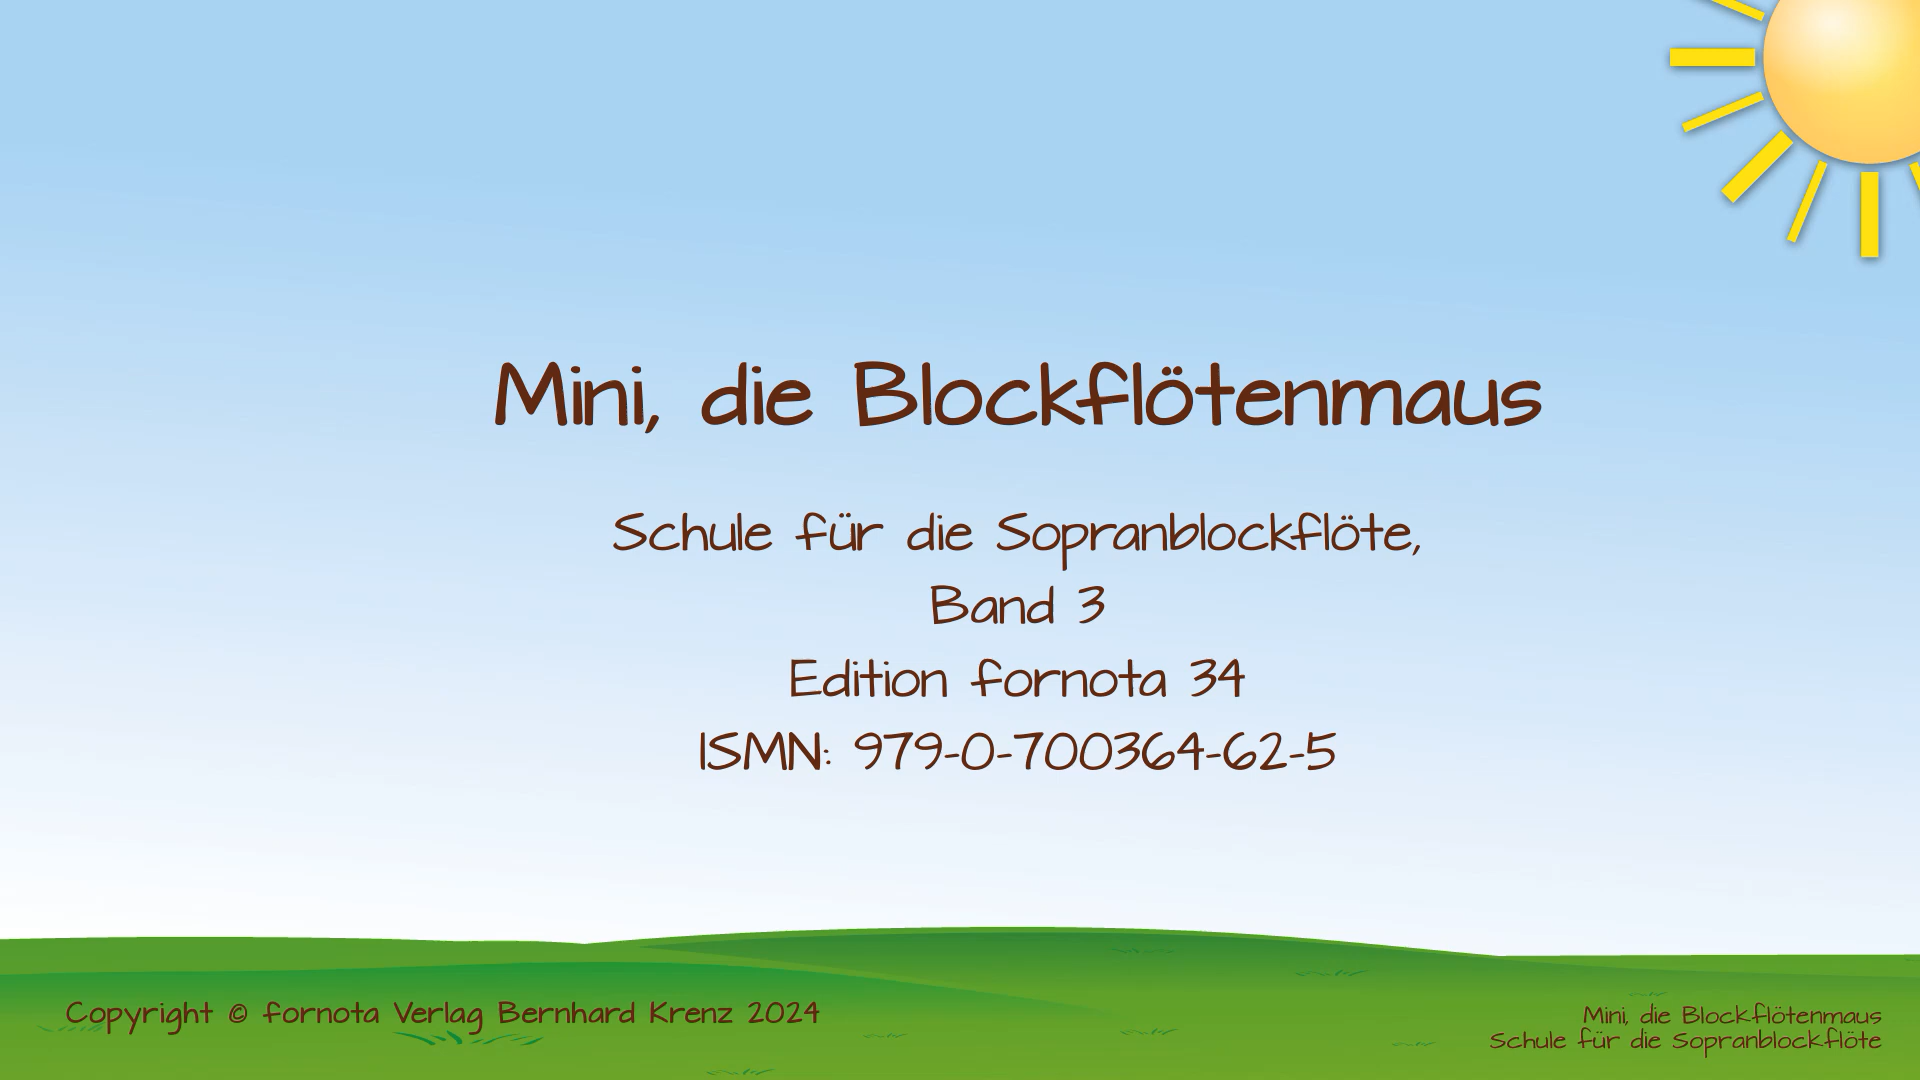 Mini, die Blockflötenmaus
Schule für die Sopranblockflöte,
Band 3
Edition fornota 34
ISMN: 979-0-700364-62-5
Copyright © fornota Verlag Bernhard Krenz 2024
Mini, die Blockflötenmaus
Schule für die Sopranblockflöte